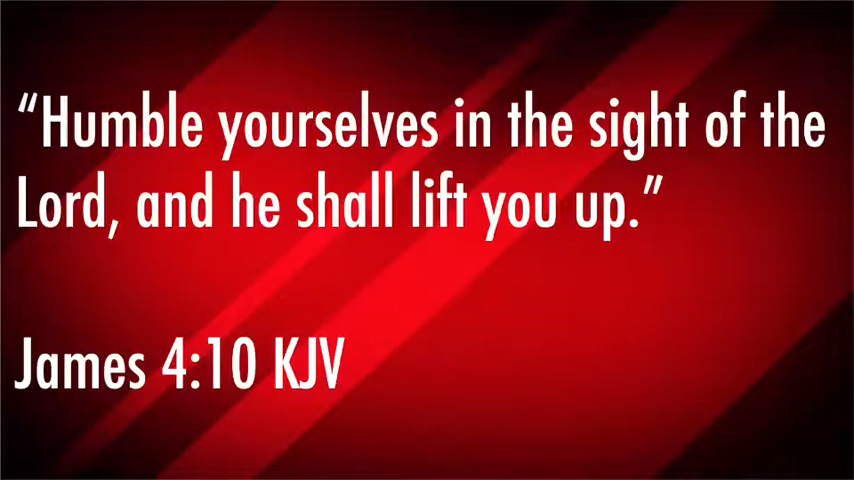 “Humble yourselves in the sight of the
Lord, and he shall lift you up.”
James 4:10 KJV